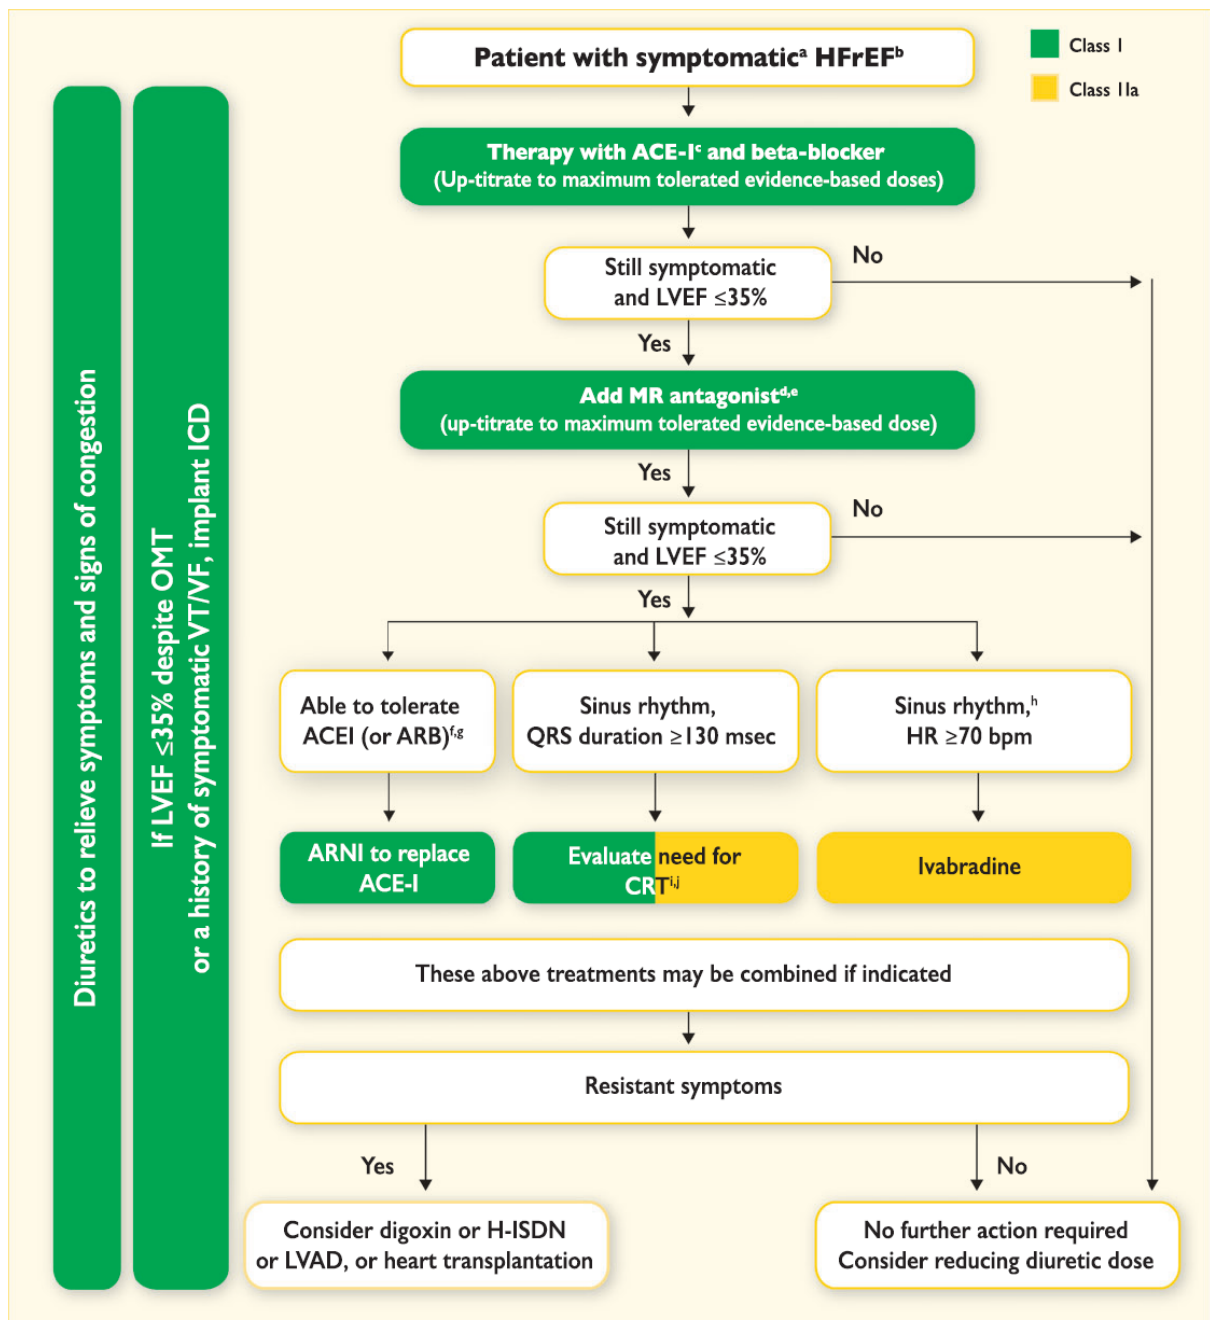 Patient with symptomaticᵃ HFrEFᵇ
Class I
Class IIa
Therapy with ACE-Iᶜ and beta-blocker
(Up-titrate to maximum tolerated evidence-based doses)
Still symptomatic
and LVEF ≤35%
No
Yes
Add MR antagonistᵈ,ᵉ
(up-titrate to maximum tolerated evidence-based dose)
Yes
Still symptomatic
and LVEF ≤35%
No
Yes
Able to tolerate
ACEI (or ARB)ᶠ,ᵍ
Sinus rhythm,
QRS duration ≥130 msec
Sinus rhythm,ʰ
HR ≥70 bpm
ARNI to replace
ACE-I
Evaluate need for
CRTⁱ,ʲ
Ivabradine
These above treatments may be combined if indicated
Resistant symptoms
Yes
No
Consider digoxin or H-ISDN
or LVAD, or heart transplantation
No further action required
Consider reducing diuretic dose
Diuretics to relieve symptoms and signs of congestion
If LVEF ≤35% despite OMT
or a history of symptomatic VT/VF, implant ICD